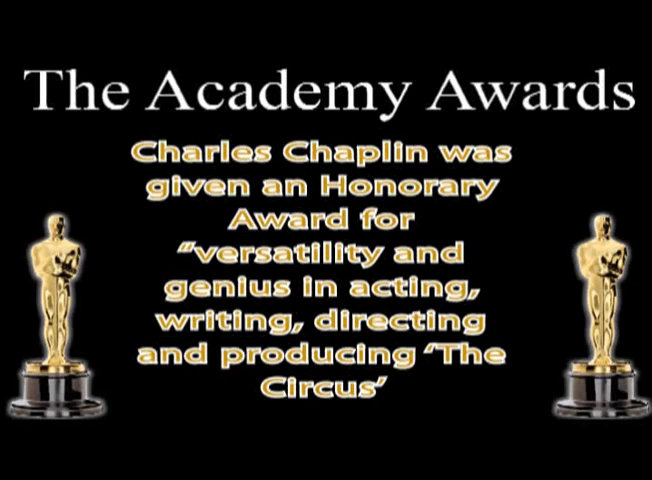 The Academy Awards
Charles Chaplin was
given an Honorary
Award for
“versatility and
genius in acting,
writing, directing
and producing ‘The
Circus’